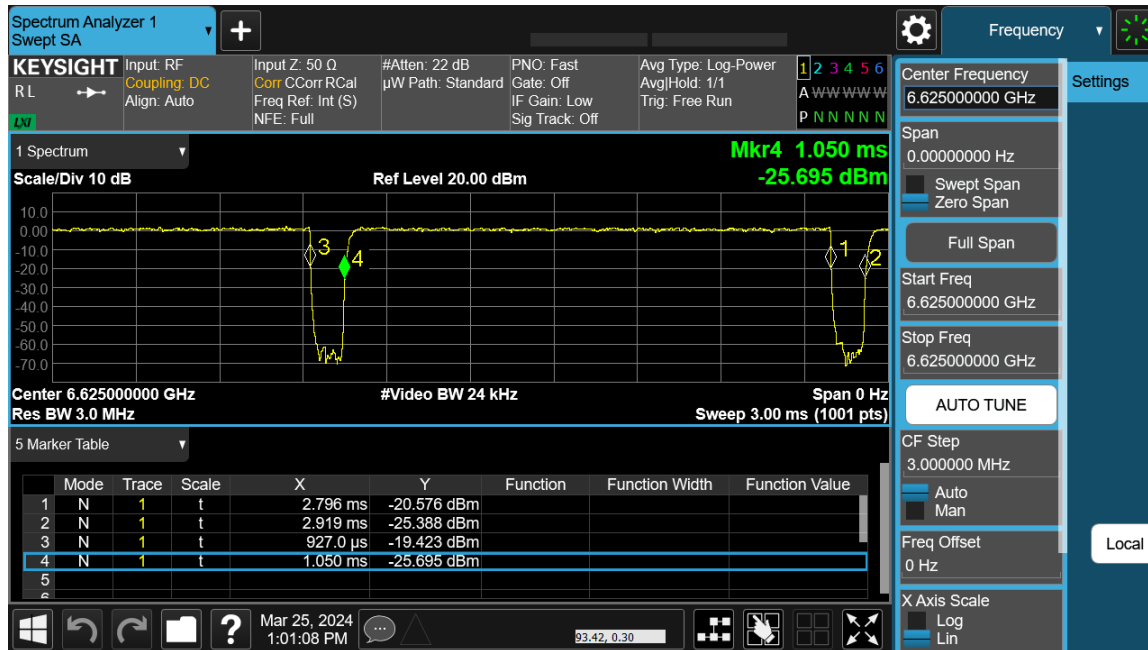 Spectrum Analyzer 1
Swept SA
Frequency
KEYSIGHT
R L
LXI
Input: RF
Coupling: DC
Align: Auto
Input Z: 50 Ω
Corr CCorr RCal
Freq Ref: Int (S)
NFE: Full
#Atten: 22 dB
µW Path: Standard
PNO: Fast
Gate: Off
IF Gain: Low
Sig Track: Off
Avg Type: Log-Power
Avg|Hold: 1/1
Trig: Free Run
1 2 3 4 5 6
A W W W W W
P N N N N N
1 Spectrum
Mkr4 1.050 ms
Scale/Div 10 dB
Ref Level 20.00 dBm
-25.695 dBm
10.0
0.00
-10.0
-20.0
-30.0
-40.0
-50.0
-60.0
-70.0
3
4
1
2
Center 6.625000000 GHz
#Video BW 24 kHz
Span 0 Hz
Res BW 3.0 MHz
Sweep 3.00 ms (1001 pts)
5 Marker Table
Mode Trace Scale X Y Function Function Width Function Value
1 N 1 t 2.796 ms -20.576 dBm
2 N 1 t 2.919 ms -25.388 dBm
3 N 1 t 927.0 µs -19.423 dBm
4 N 1 t 1.050 ms -25.695 dBm
5
6
?
Mar 25, 2024
1:01:08 PM
93.42, 0.30
Center Frequency
6.625000000 GHz
Settings
Span
0.00000000 Hz
Swept Span
Zero Span
Full Span
Start Freq
6.625000000 GHz
Stop Freq
6.625000000 GHz
AUTO TUNE
CF Step
3.000000 MHz
Auto
Man
Freq Offset
0 Hz
Local
X Axis Scale
Log
Lin